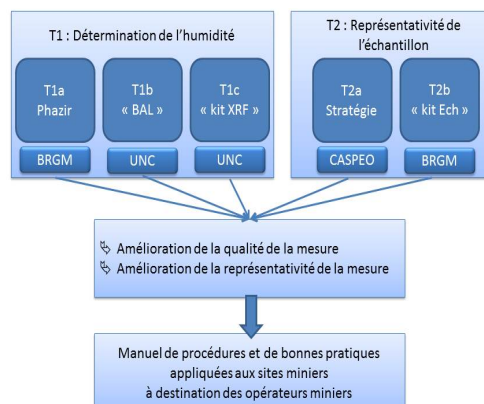 T1 : Détermination de l'humidité
T1a
Phazir
T1b
« BAL »
T1c
« kit XRF »
BRGM
UNC
UNC
T2 : Représentativité de
l'échantillon
T2a
Stratégie
T2b
« kit Ech »
CASPEO
BRGM
Amélioration de la qualité de la mesure
Amélioration de la représentativité de la mesure
Manuel de procédures et de bonnes pratiques
appliquées aux sites miniers
à destination des opérateurs miniers